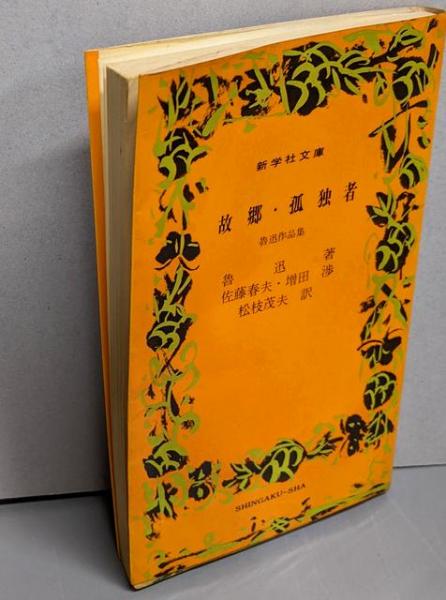 新学社文庫
故郷・孤独者
魯迅作品集
魯迅著
佐藤春夫・増田渉
松枝茂夫 訳
SHINGAKU-SHA